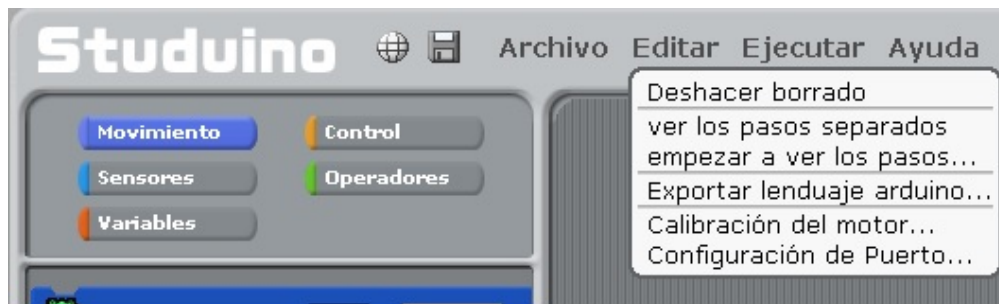 Studuino Archivo Editar Ejecutar Ayuda
Movimiento Control
Sensores Operadores
Variables
Deshacer borrado
ver los pasos separados
empezar a ver los pasos...
Exportar lenduaje arduino...
Calibración del motor...
Configuración de Puerto...